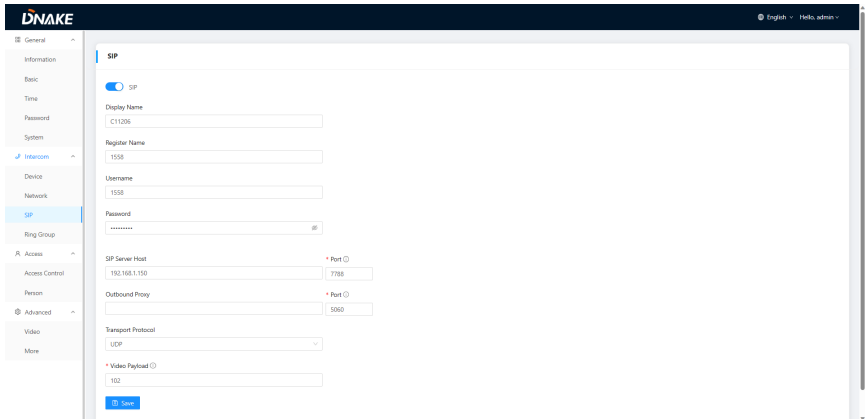 DNAKE
English Hello, admin
General
Information
Basic
Time
Password
System
Intercom
Device
Network
SIP
Ring Group
Access
Access Control
Person
Advanced
Video
More
SIP
SIP
Display Name
C11206
Register Name
1558
Username
1558
Password
•••••••••
SIP Server Host * Port
192.168.1.150 7788
Outbound Proxy * Port
5060
Transport Protocol
UDP
* Video Payload
102
Save